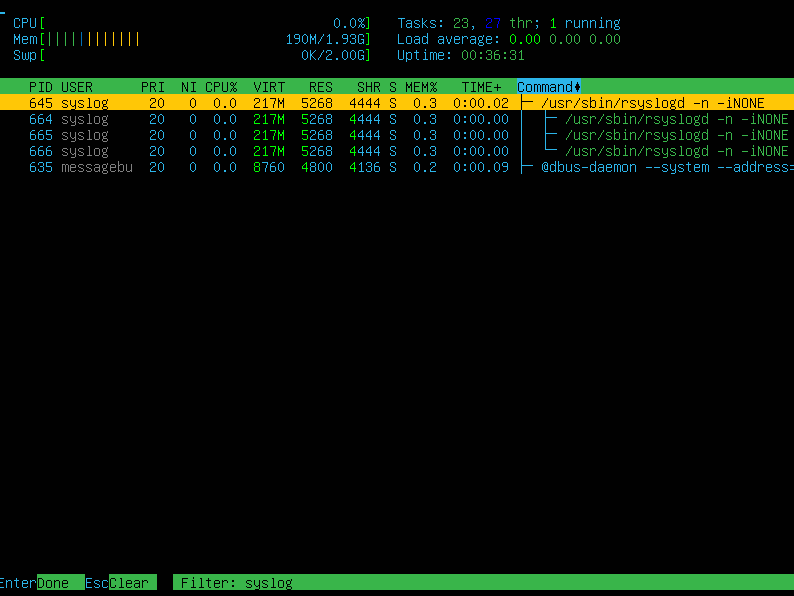 CPU[ 0.0%] Tasks: 23, 27 thr; 1 running
Mem[|||||||||||| 190M/1.93G] Load average: 0.00 0.00 0.00
Swp[ 0K/2.00G] Uptime: 00:36:31
PID USER PRI NI CPU% VIRT RES SHR S MEM% TIME+ Command
645 syslog 20 0 0.0 217M 5268 4444 S 0.3 0:00.02 ├─ /usr/sbin/rsyslogd -n -iNONE
664 syslog 20 0 0.0 217M 5268 4444 S 0.3 0:00.00 │ ├─ /usr/sbin/rsyslogd -n -iNONE
665 syslog 20 0 0.0 217M 5268 4444 S 0.3 0:00.00 │ ├─ /usr/sbin/rsyslogd -n -iNONE
666 syslog 20 0 0.0 217M 5268 4444 S 0.3 0:00.00 │ └─ /usr/sbin/rsyslogd -n -iNONE
635 messagebu 20 0 0.0 8760 4800 4136 S 0.2 0:00.09 ├─ @dbus-daemon --system --address=
EnterDone EscClear Filter: syslog